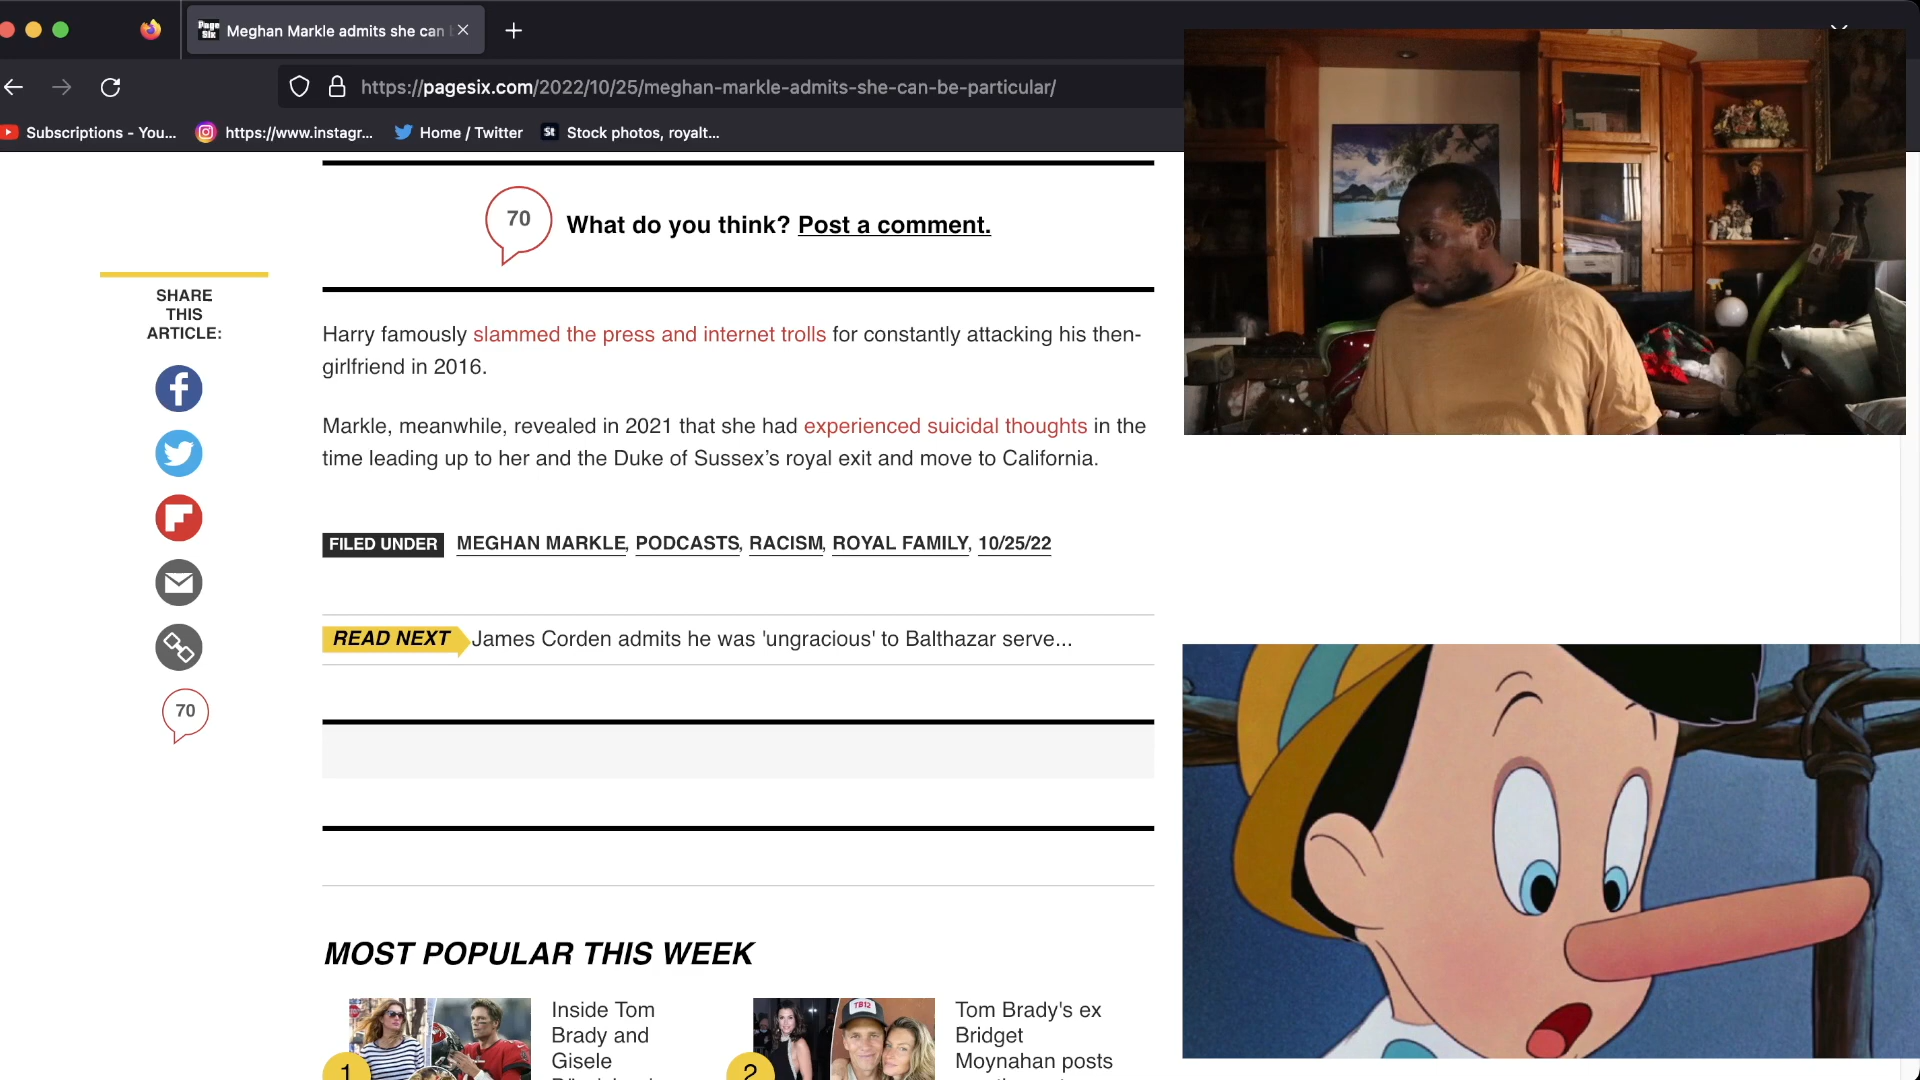 Page Six
Meghan Markle admits she can
https://pagesix.com/2022/10/25/meghan-markle-admits-she-can-be-particular/
Subscriptions - You... https://www.instagr... Home / Twitter St Stock photos, royalt...
70 What do you think? Post a comment.
SHARE
THIS
ARTICLE:
70
Harry famously slammed the press and internet trolls for constantly attacking his then-
girlfriend in 2016.
Markle, meanwhile, revealed in 2021 that she had experienced suicidal thoughts in the
time leading up to her and the Duke of Sussex's royal exit and move to California.
FILED UNDER MEGHAN MARKLE, PODCASTS, RACISM, ROYAL FAMILY, 10/25/22
READ NEXT James Corden admits he was 'ungracious' to Balthazar serve...
MOST POPULAR THIS WEEK
1
Inside Tom
Brady and
Gisele
2
TB12
Tom Brady's ex
Bridget
Moynahan posts